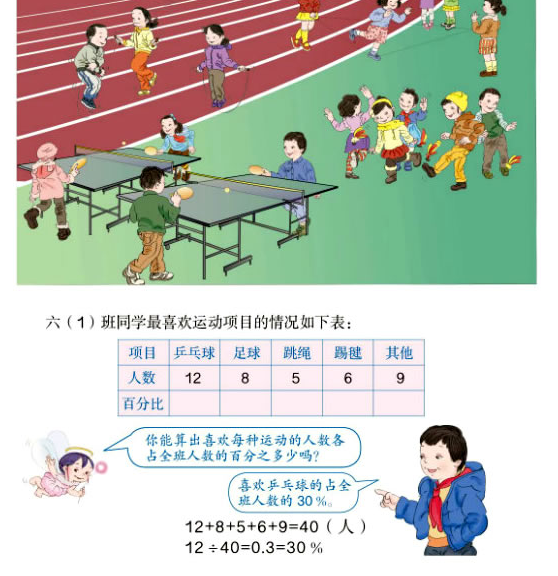 六（1）班同学最喜欢运动项目的情况如下表：
项目 乒乓球 足球 跳绳 踢毽 其他
人数 12 8 5 6 9
百分比
你能算出喜欢每种运动的人数各
占全班人数的百分之多少吗？
喜欢乒乓球的占全
班人数的 30 %。
12+8+5+6+9=40（人）
12÷40=0.3=30 %